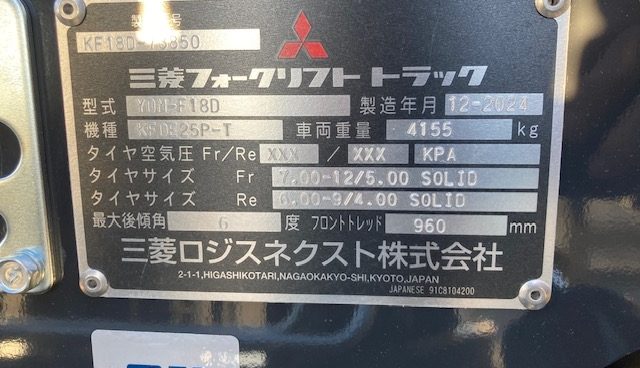 KF18D-
三菱フォークリフト トラック
型式 YDN-F18D 製造年月 12-2024
機種 車両重量 4155 kg
タイヤ空気圧 Fr/Re XXX / XXX KPA
タイヤサイズ Fr 7.00-12/5.00 SOLID
タイヤサイズ Re 6.00-9/4.00 SOLID
最大後傾角 6 度 フロントトレッド 960 mm
三菱ロジスネクスト株式会社
2-1-1,HIGASHIKOTARI,NAGAOKAKYO-SHI,KYOTO,JAPAN
JAPANESE 91C8104200